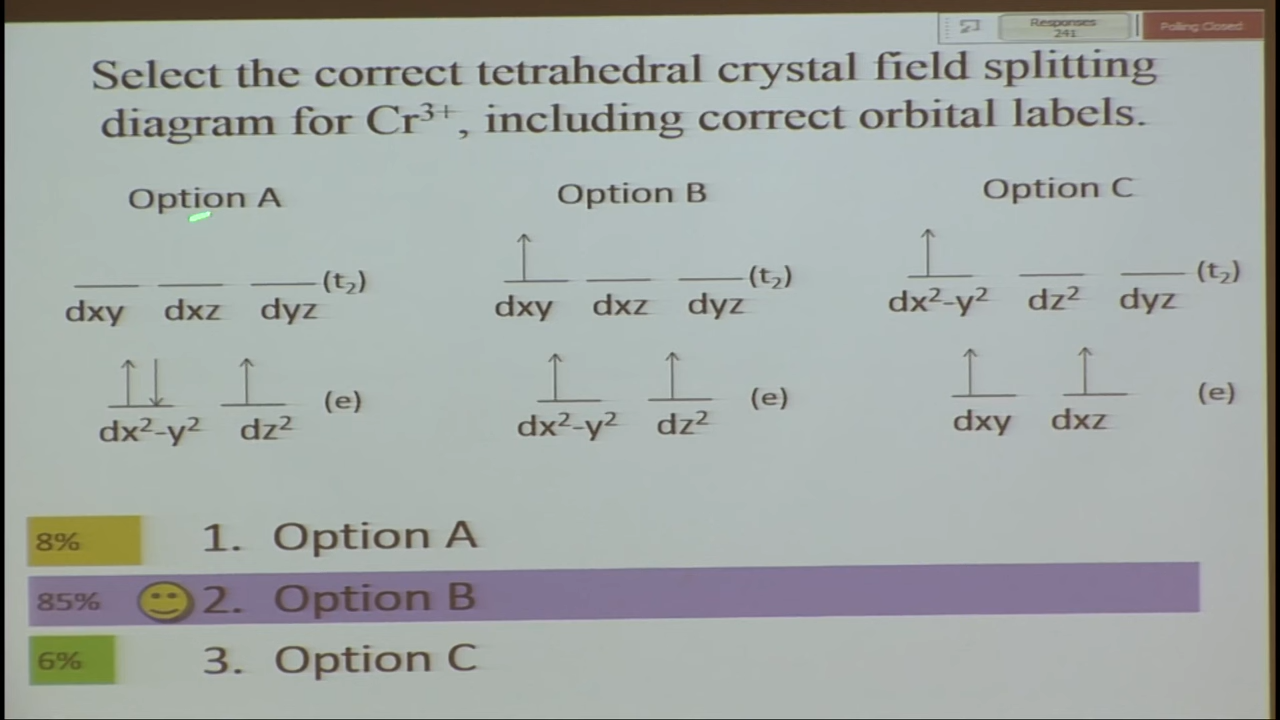 Responses
241
Polling Closed
Select the correct tetrahedral crystal field splitting
diagram for Cr³⁺, including correct orbital labels.
Option A
Option B
Option C
(t₂)
dxy dxz dyz
(e)
dx²-y² dz²
(t₂)
dxy dxz dyz
(e)
dx²-y² dz²
(t₂)
dx²-y² dz² dyz
(e)
dxy dxz
8% 1. Option A
85% 2. Option B
6% 3. Option C